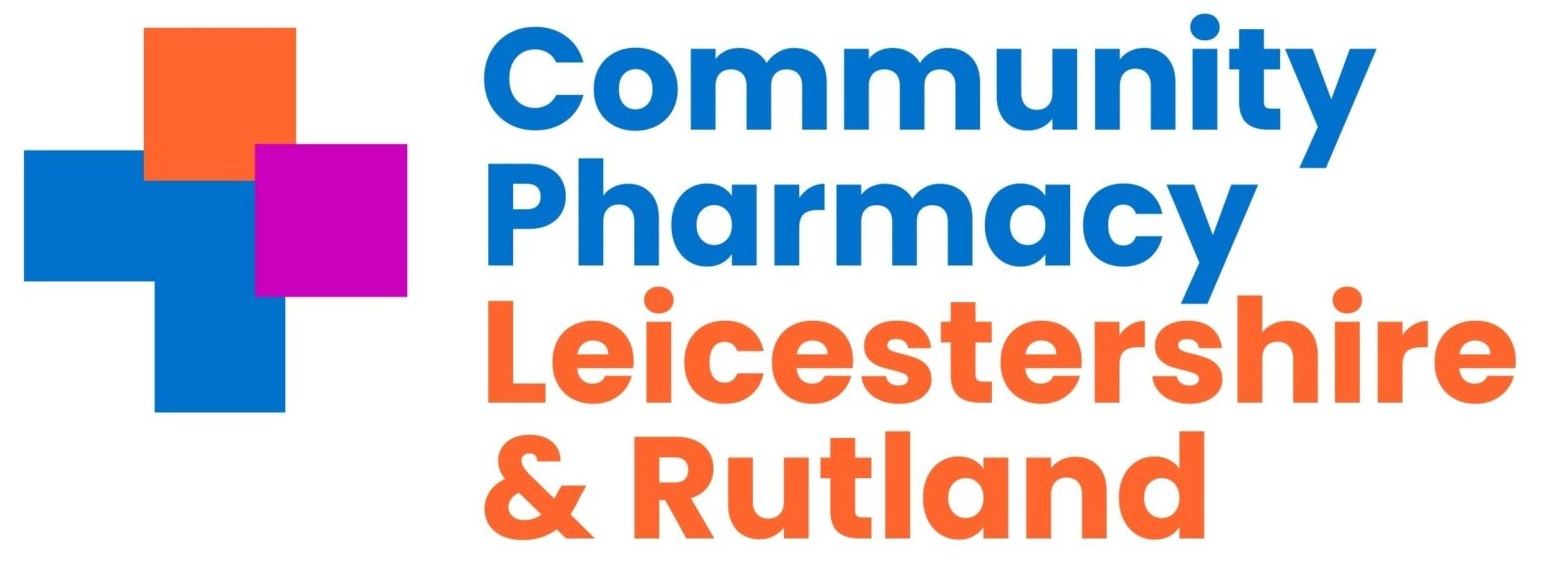 Community
Pharmacy
Leicestershire
& Rutland